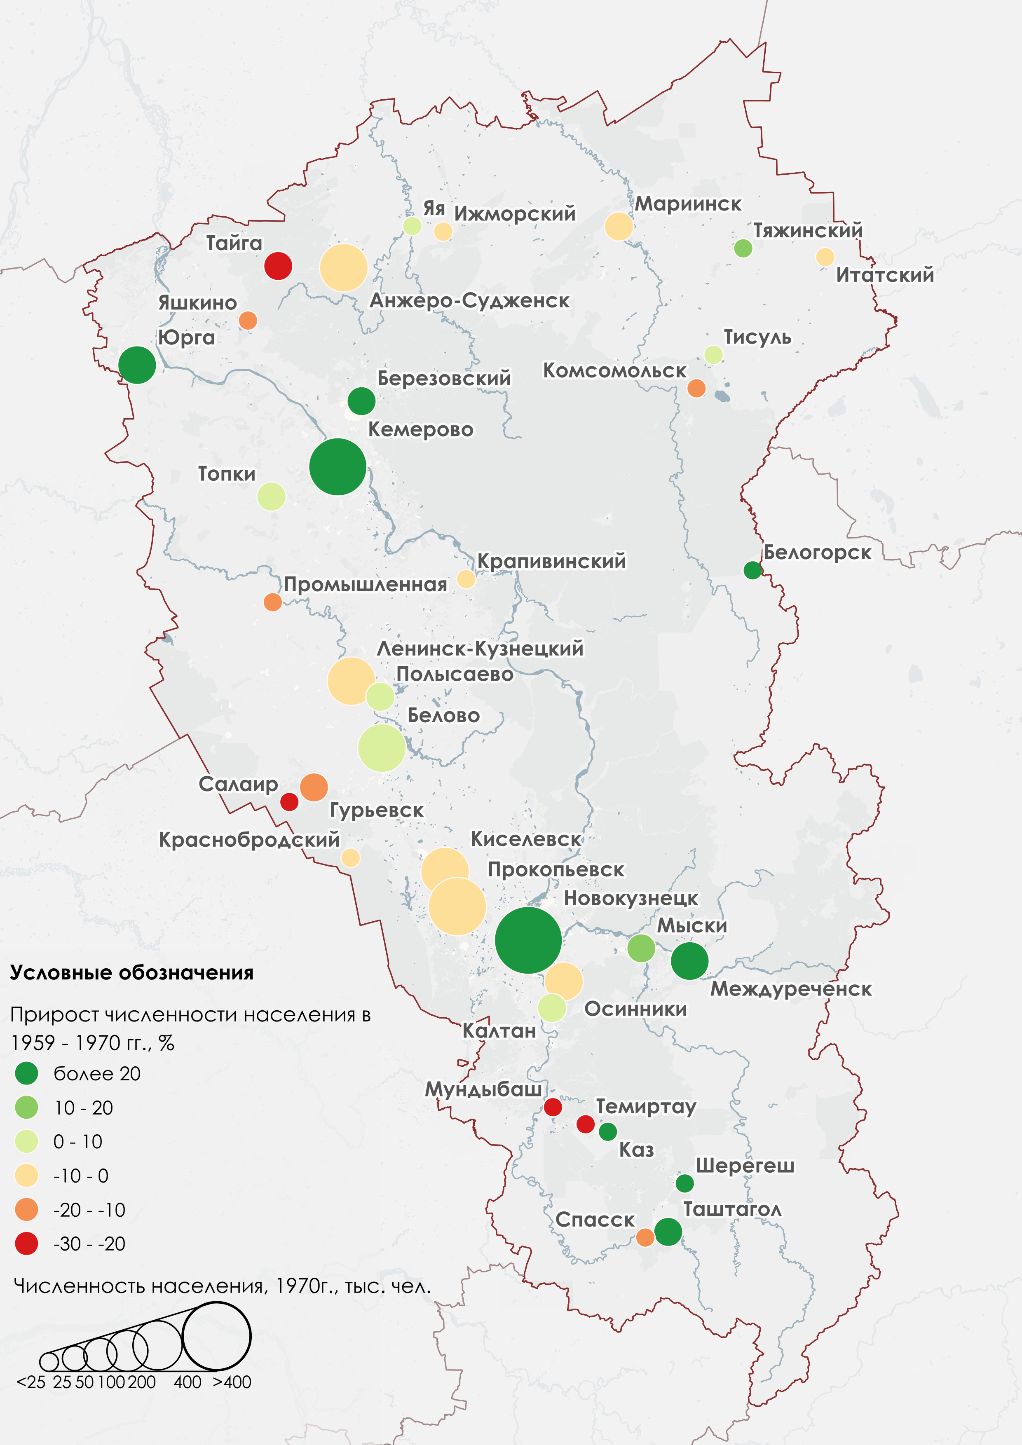 Яя
Ижморский
Мариинск
Тяжинский
Тайга
Итатский
Анжеро-Судженск
Яшкино
Юрга
Тисуль
Комсомольск
Березовский
Кемерово
Топки
Белогорск
Крапивинский
Промышленная
Ленинск-Кузнецкий
Полысаево
Белово
Салаир
Гурьевск
Краснобродский
Киселевск
Прокопьевск
Новокузнецк
Мыски
Междуреченск
Осинники
Калтан
Мундыбаш
Темиртау
Каз
Шерегеш
Таштагол
Спасск
Условные обозначения
Прирост численности населения в
1959 - 1970 гг., %
более 20
10 - 20
0 - 10
-10 - 0
-20 - -10
-30 - -20
Численность населения, 1970г., тыс. чел.
<25 25 50 100 200 400 >400